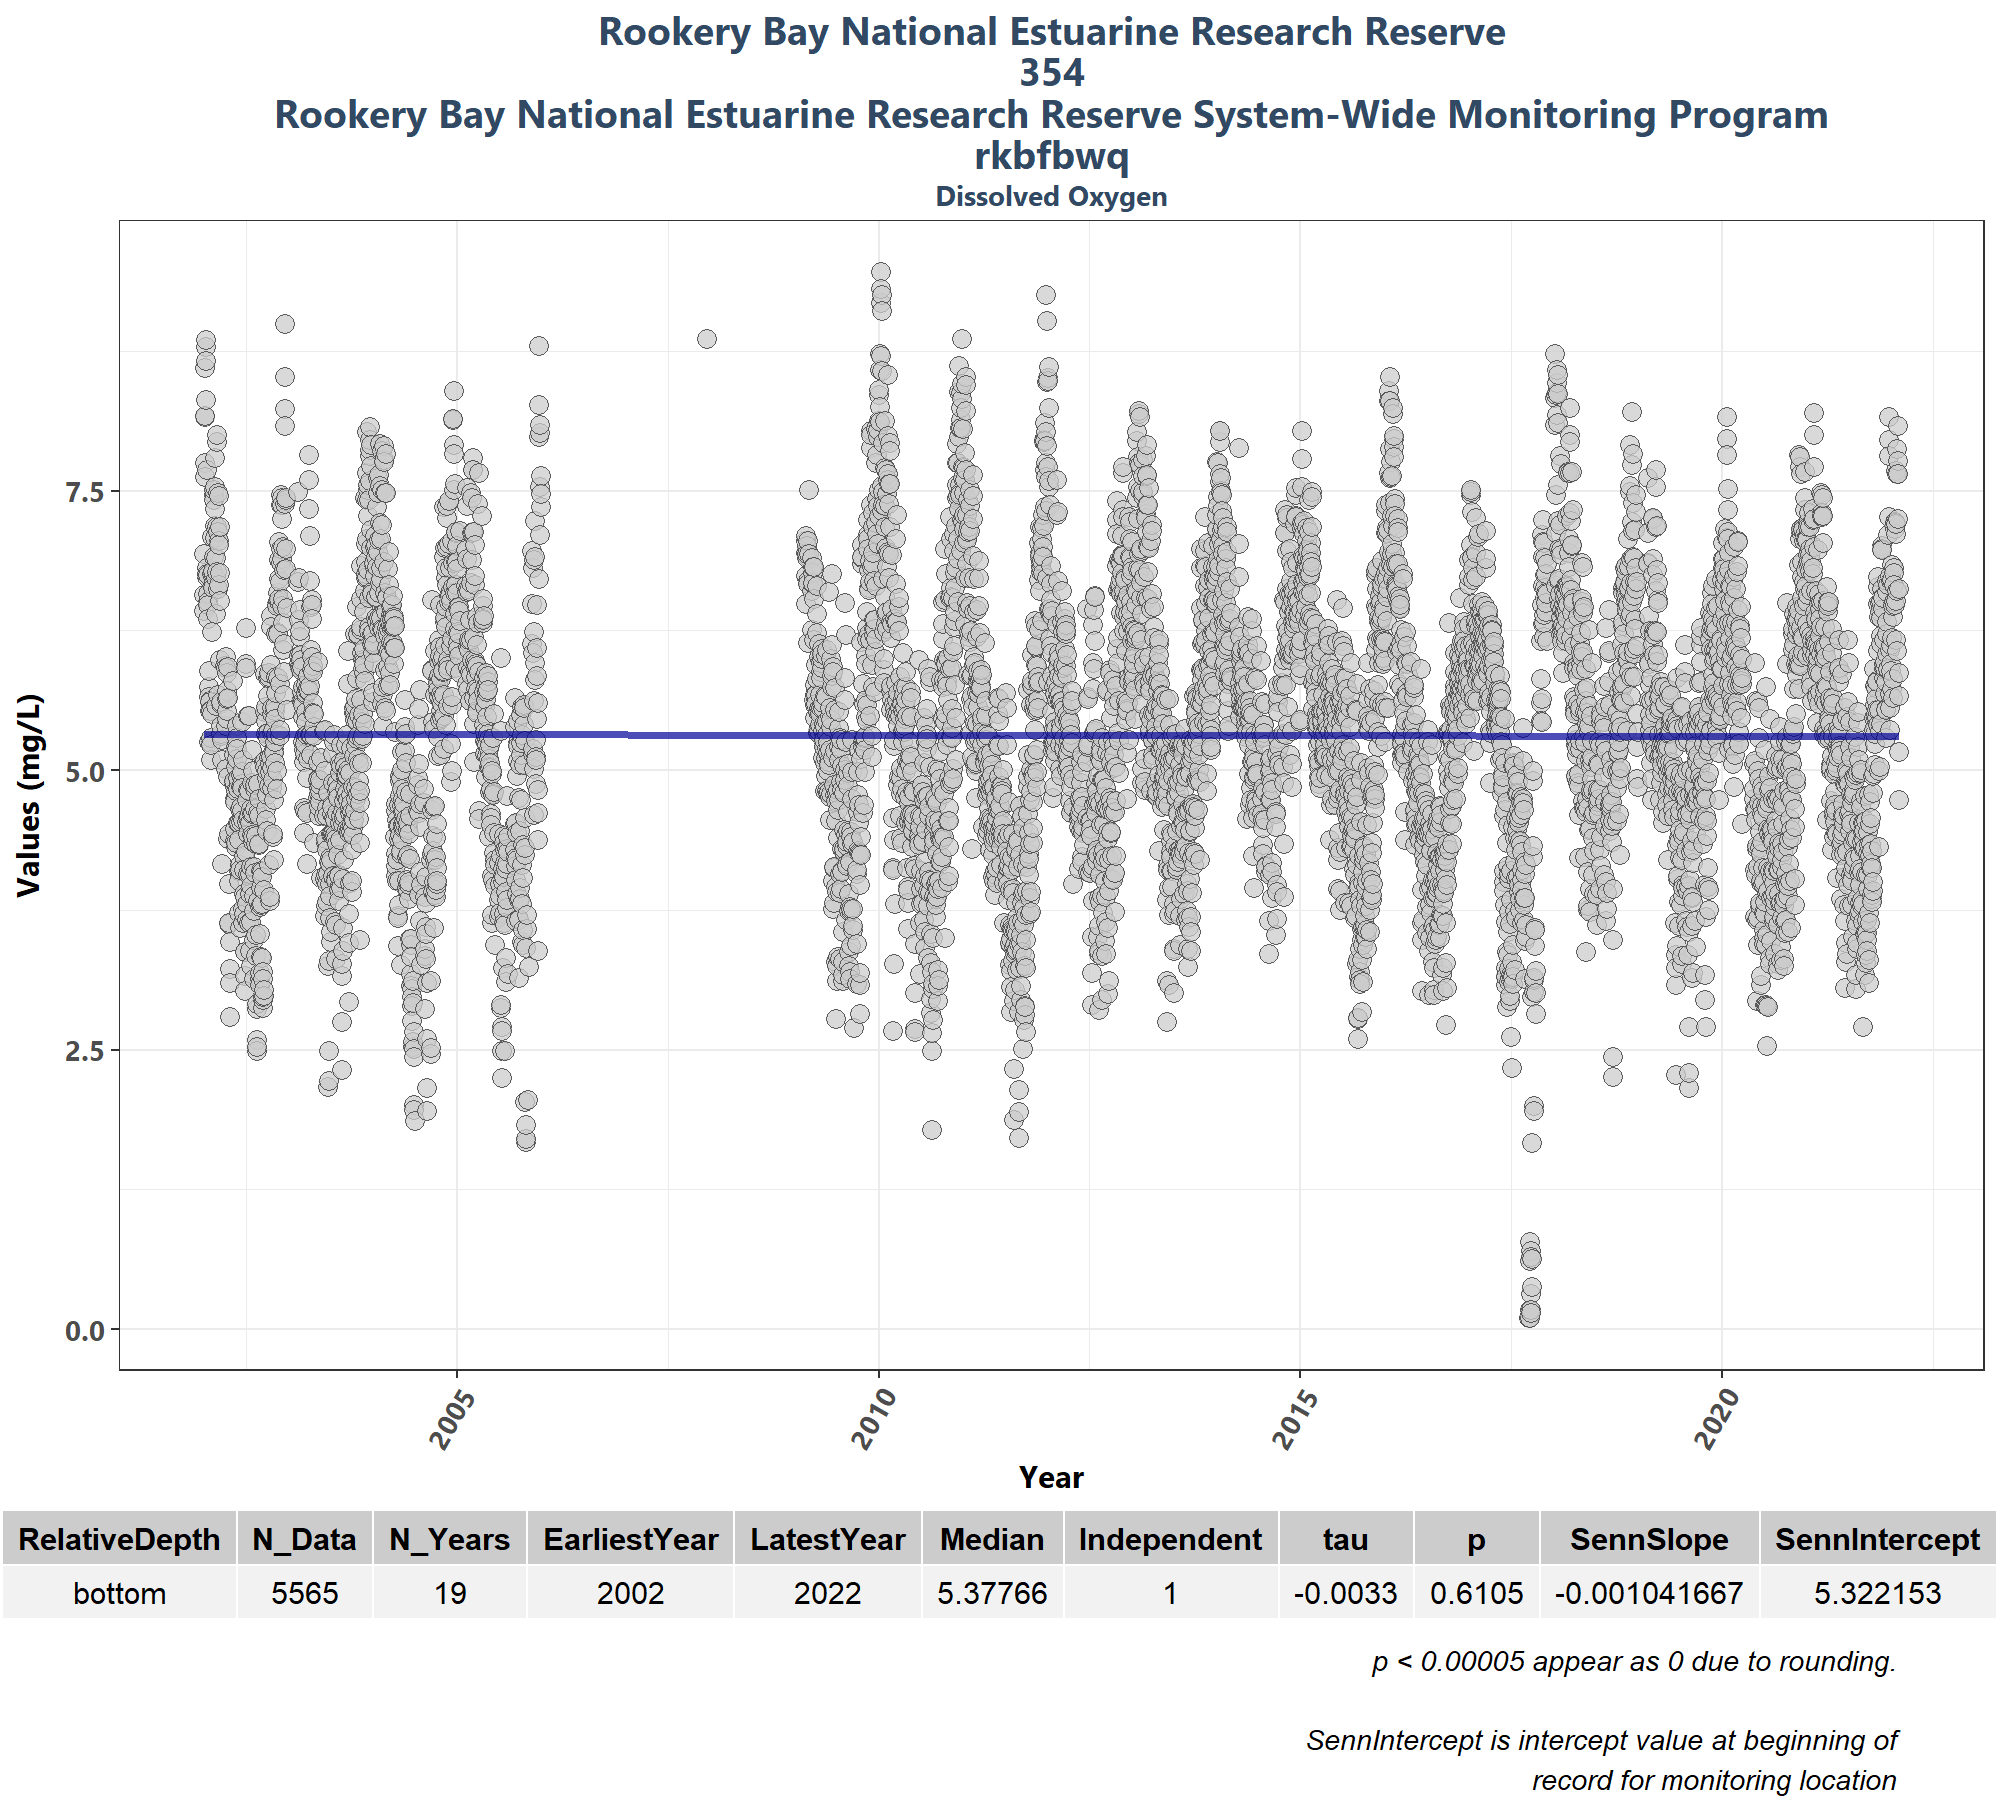 Rookery Bay National Estuarine Research Reserve
354
Rookery Bay National Estuarine Research Reserve System-Wide Monitoring Program
rkbfbwq
Dissolved Oxygen
Values (mg/L)
7.5
5.0
2.5
0.0
2005
2010
2015
2020
Year
RelativeDepth N_Data N_Years EarliestYear LatestYear Median Independent tau p SennSlope SennIntercept
bottom 5565 19 2002 2022 5.37766 1 -0.0033 0.6105 -0.001041667 5.322153
p < 0.00005 appear as 0 due to rounding.
SennIntercept is intercept value at beginning of
record for monitoring location